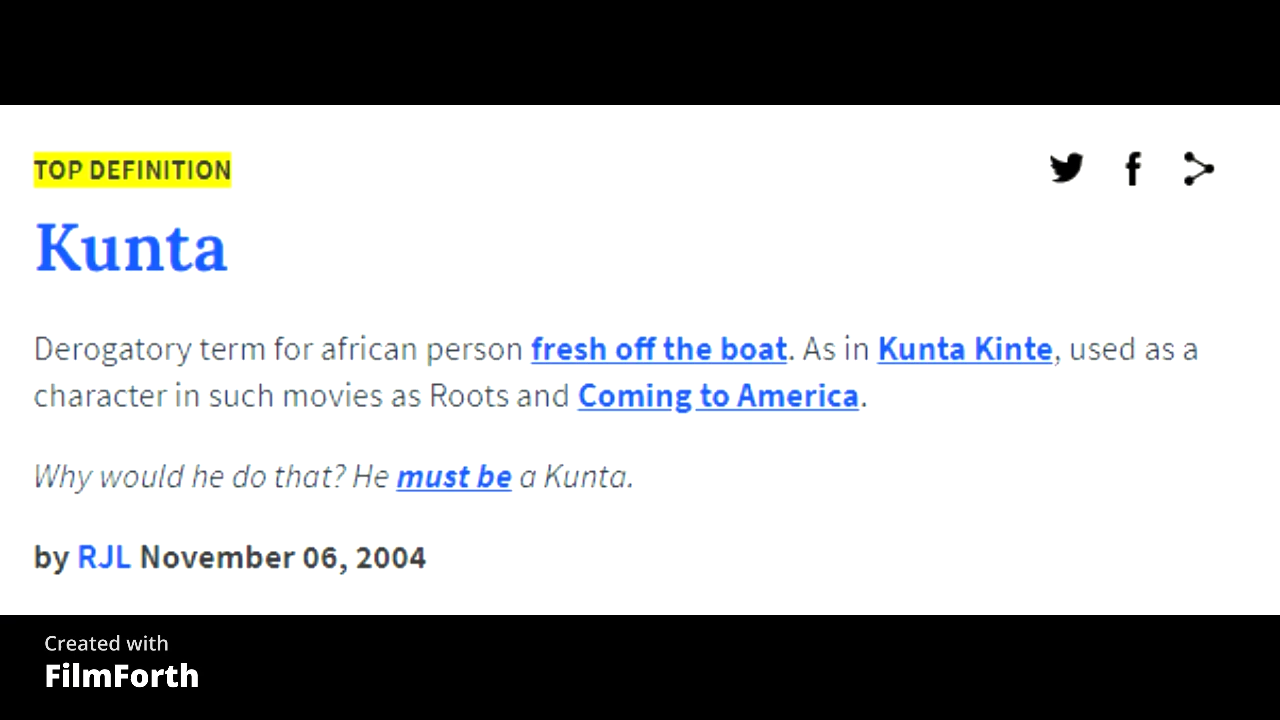 TOP DEFINITION
Kunta
Derogatory term for african person fresh off the boat. As in Kunta Kinte, used as a
character in such movies as Roots and Coming to America.
Why would he do that? He must be a Kunta.
by RJL November 06, 2004
Created with
FilmForth